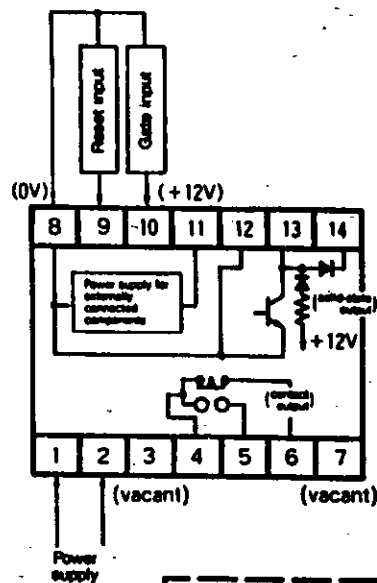 Reset input
Gate input
(0V)
(+12V)
8 9 10 11 12 13 14
Power supply for
externally
connected
components
(solid-state
output)
+12V
(contact
output)
1 2 3 4 5 6 7
(vacant)
(vacant)
Power
supply